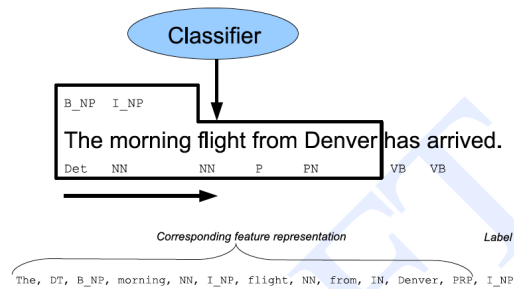 Classifier
B_NP I_NP
The morning flight from Denver has arrived.
Det NN NN P PN VB VB
Corresponding feature representation Label
The, DT, B_NP, morning, NN, I_NP, flight, NN, from, IN, Denver, PRP, I_NP